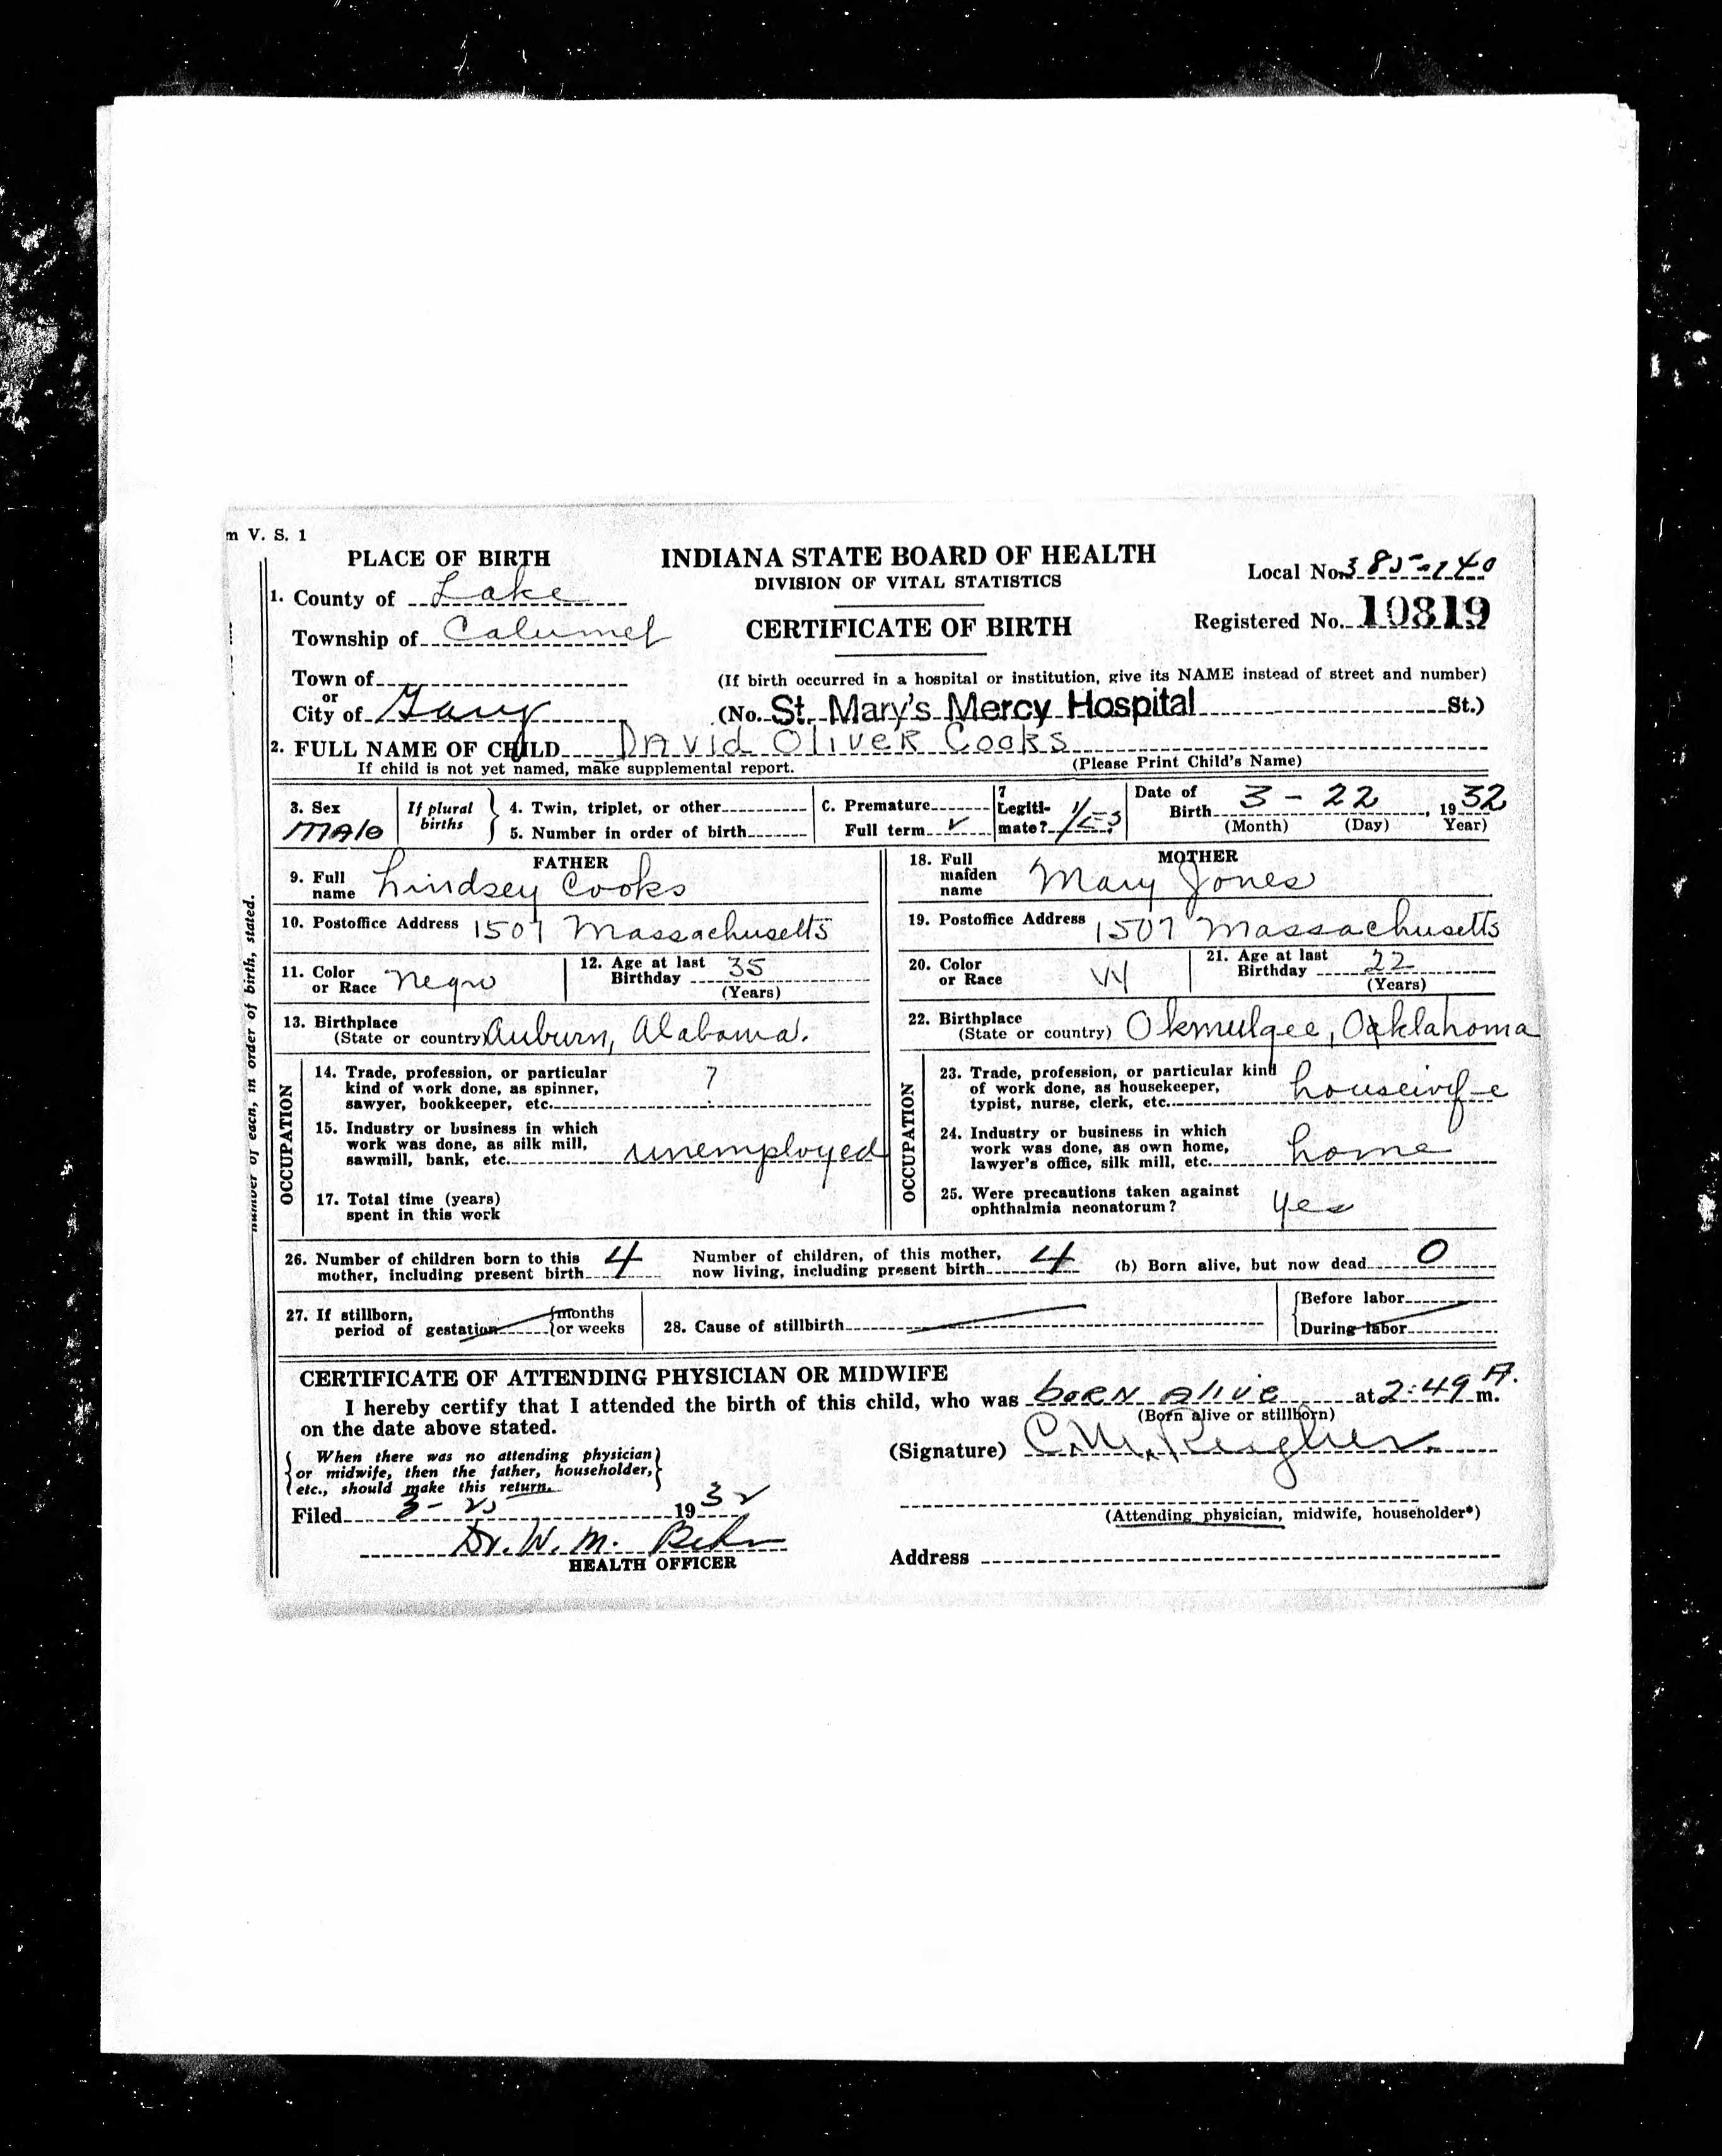 m V. S. 1
PLACE OF BIRTH
1. County of Lake
Township of Calumet
Town of
or
City of Gary
INDIANA STATE BOARD OF HEALTH
DIVISION OF VITAL STATISTICS
CERTIFICATE OF BIRTH
Local No. 385-140
Registered No. 10819
(If birth occurred in a hospital or institution, give its NAME instead of street and number)
(No. St. Mary's Mercy Hospital St.)
2. FULL NAME OF CHILD David Oliver Cooks
If child is not yet named, make supplemental report. (Please Print Child's Name)
3. Sex Male
If plural births
4. Twin, triplet, or other
5. Number in order of birth
C. Premature
Full term ✓
7 Legiti-
mate? Yes
Date of
Birth 3 - 22, 1932
(Month) (Day) Year)
FATHER
9. Full
name Lindsey Cooks
10. Postoffice Address 1507 Massachusetts
11. Color
or Race Negro
12. Age at last
Birthday 35
(Years)
13. Birthplace
(State or country) Auburn, Alabama.
OCCUPATION
14. Trade, profession, or particular
kind of work done, as spinner,
sawyer, bookkeeper, etc. ?
15. Industry or business in which
work was done, as silk mill,
sawmill, bank, etc. unemployed
17. Total time (years)
spent in this work
MOTHER
18. Full
maiden
name Mary Jones
19. Postoffice Address 1507 Massachusetts
20. Color
or Race W
21. Age at last
Birthday 22
(Years)
22. Birthplace
(State or country) Okmulgee, Oaklahoma
OCCUPATION
23. Trade, profession, or particular kind
of work done, as housekeeper,
typist, nurse, clerk, etc. houseiwfe
24. Industry or business in which
work was done, as own home,
lawyer's office, silk mill, etc. home
25. Were precautions taken against
ophthalmia neonatorum? yes
26. Number of children born to this
mother, including present birth 4
Number of children, of this mother,
now living, including present birth 4
(b) Born alive, but now dead 0
27. If stillborn,
period of gestation {months
or weeks
28. Cause of stillbirth
{Before labor
During labor
CERTIFICATE OF ATTENDING PHYSICIAN OR MIDWIFE
I hereby certify that I attended the birth of this child, who was born alive at 2:49 A. m.
on the date above stated. (Born alive or stillborn)
{When there was no attending physician
or midwife, then the father, householder,
etc., should make this return.}
(Signature) C. M.
(Attending physician, midwife, householder*)
Filed 3- 1932
Dr. W. M.
HEALTH OFFICER
Address
number of each, in order of birth, stated.